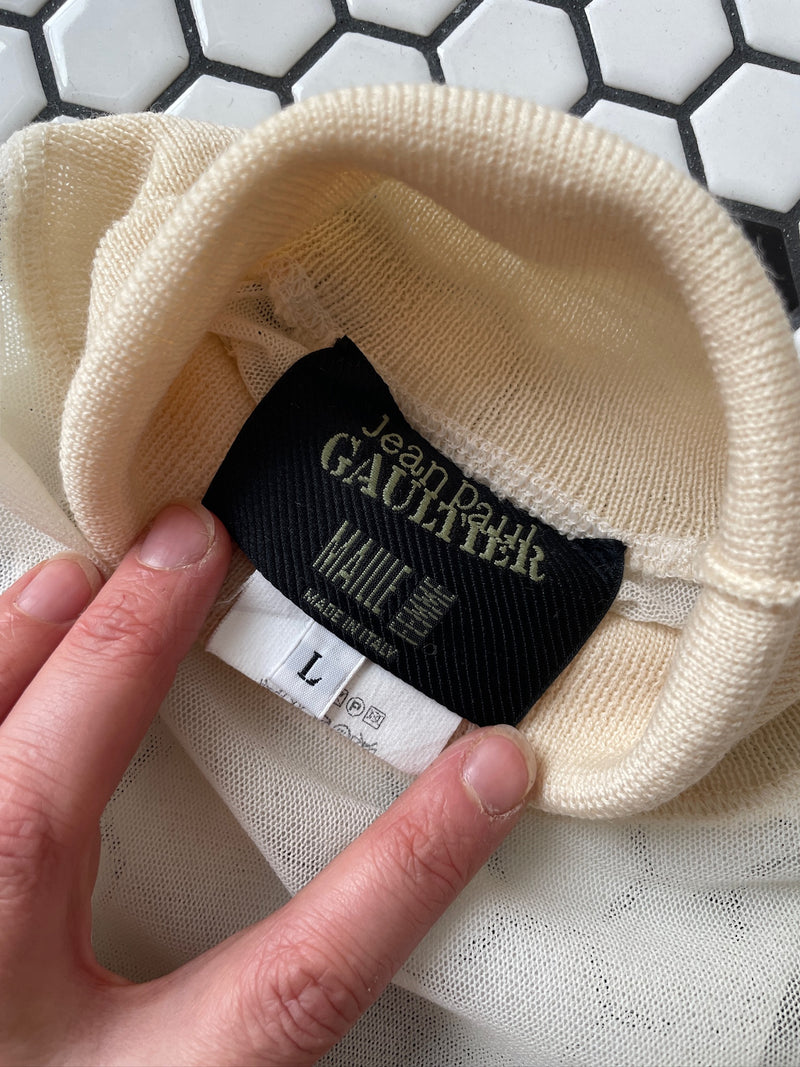 Jean Paul
GAULTIER
MAILLE
FEMME
MADE IN ITALY
L
P